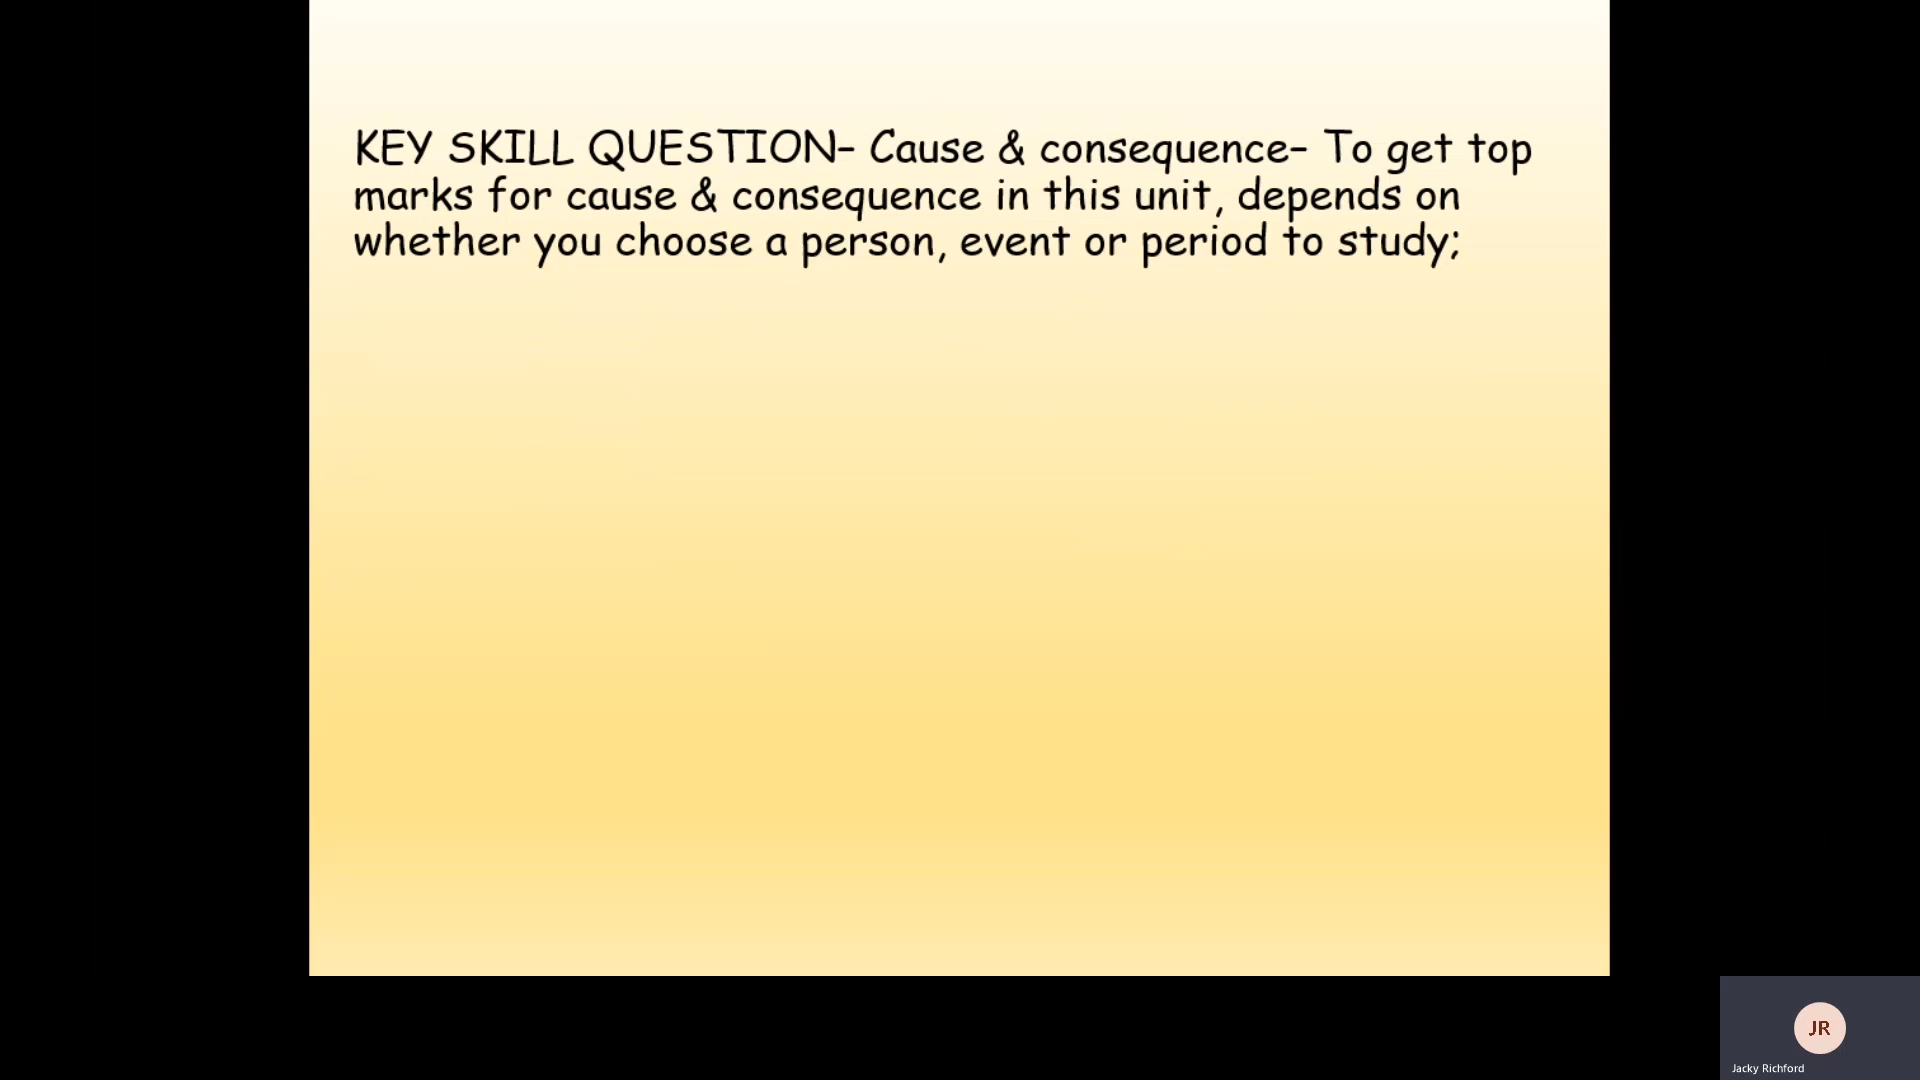 KEY SKILL QUESTION– Cause & consequence– To get top
marks for cause & consequence in this unit, depends on
whether you choose a person, event or period to study;
JR
Jacky Richford